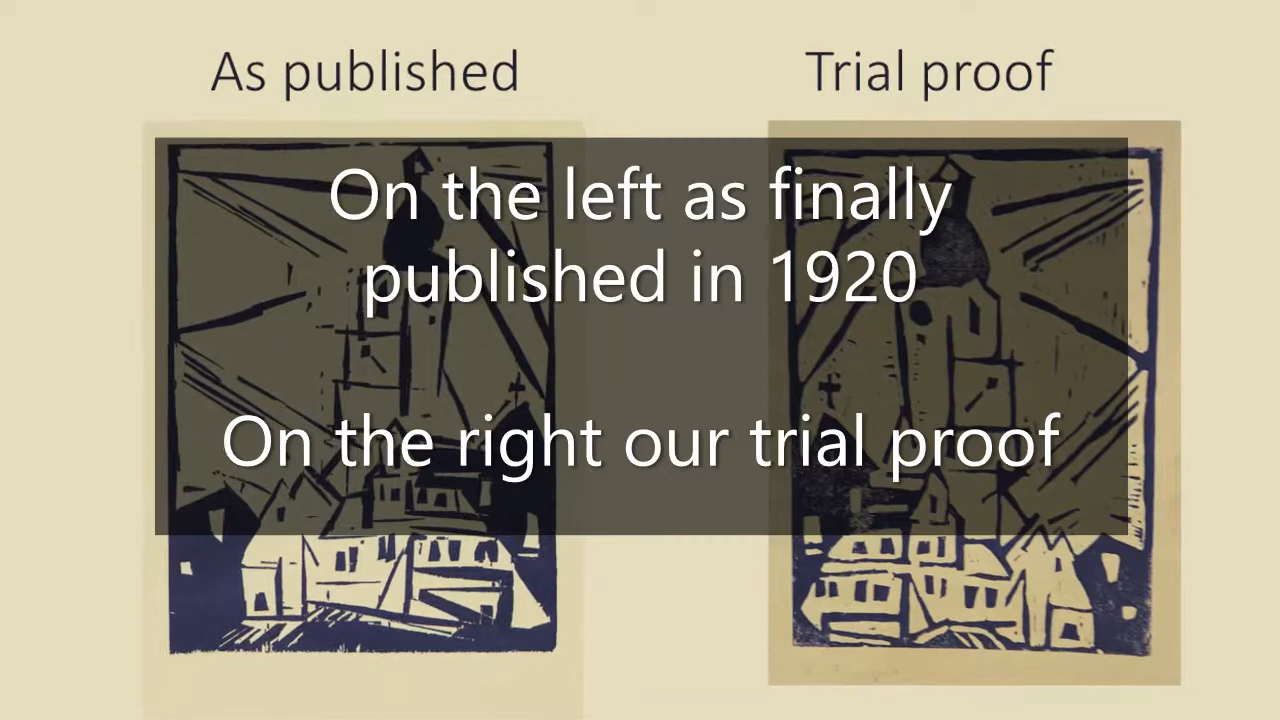 As published
Trial proof
On the left as finally
published in 1920
On the right our trial proof